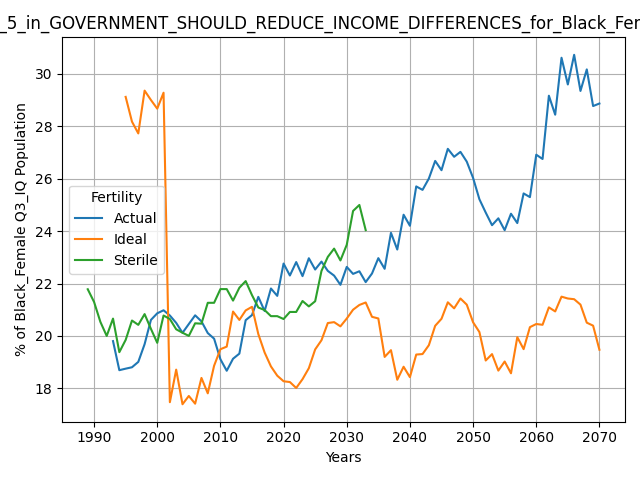 _5_in_GOVERNMENT_SHOULD_REDUCE_INCOME_DIFFERENCES_for_Black_Fer
% of Black_Female Q3_IQ Population
30
28
26
24
22
20
18
Fertility
Actual
Ideal
Sterile
1990 2000 2010 2020 2030 2040 2050 2060 2070
Years